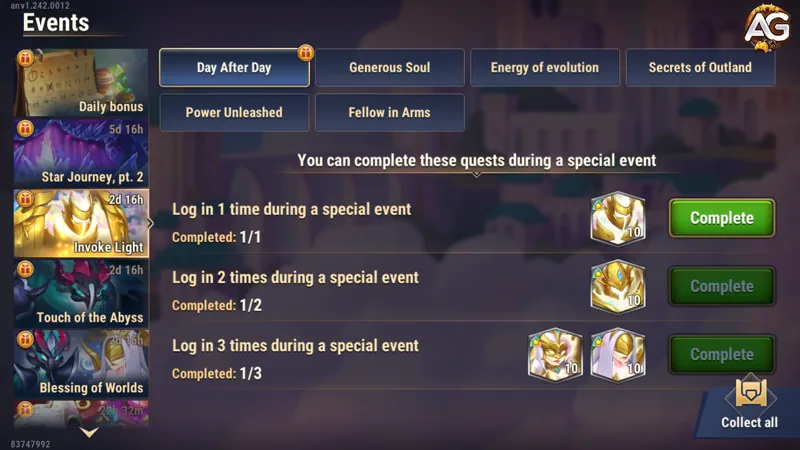 anv1.242.0012
Events
AG
Daily bonus
5d 16h
Star Journey, pt. 2
2d 16h
Invoke Light
2d 16h
Touch of the Abyss
2d 16h
Blessing of Worlds
22h 32m
83747992
Day After Day
Generous Soul
Energy of evolution
Secrets of Outland
Power Unleashed
Fellow in Arms
You can complete these quests during a special event
Log in 1 time during a special event
Completed: 1/1
10
Complete
Log in 2 times during a special event
Completed: 1/2
10
Complete
Log in 3 times during a special event
Completed: 1/3
10
10
Complete
Collect all